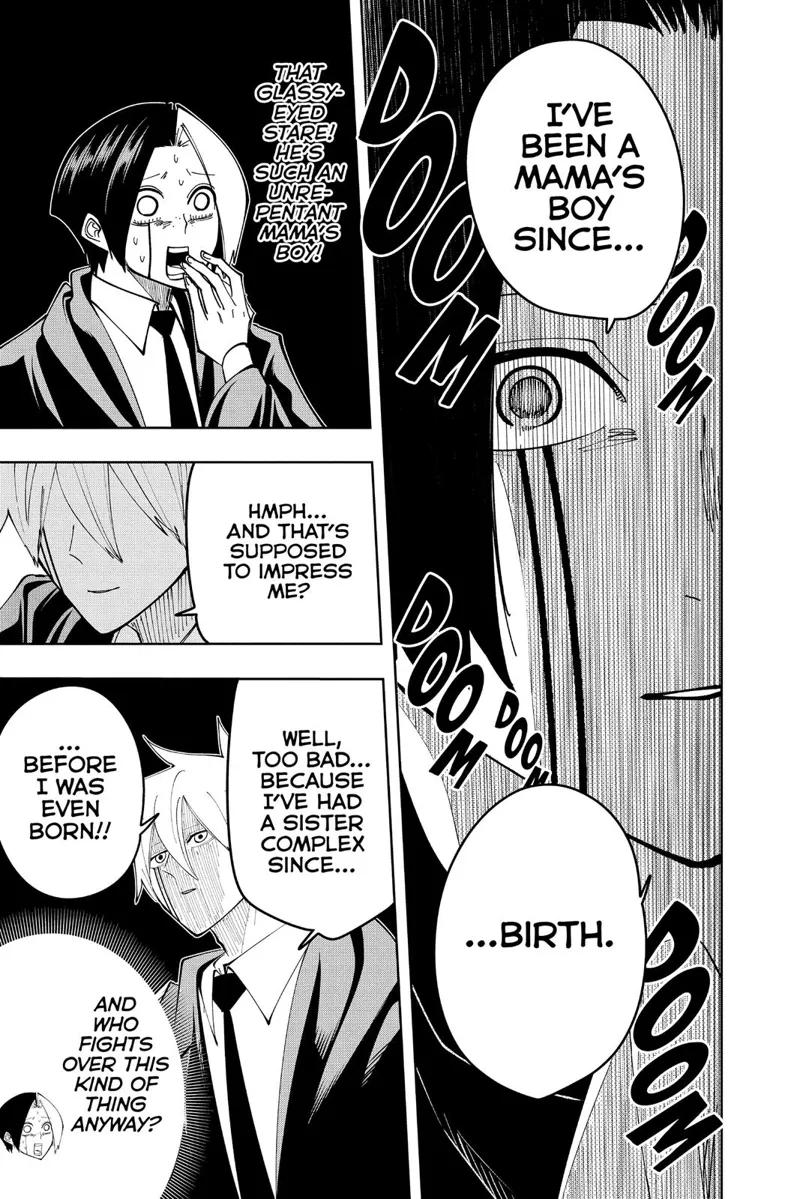 I'VE
BEEN A
MAMA'S
BOY
SINCE...
DOOM
DOOM
DOOM
DOOM
DOOM
DOOM
...BIRTH.
DOOM
THAT
GLASSY-
EYED
STARE!
HE'S
SUCH AN
UNRE-
PENTANT
MAMA'S
BOY!
HMPH...
AND THAT'S
SUPPOSED
TO IMPRESS
ME?
WELL,
TOO BAD...
BECAUSE
I'VE HAD
A SISTER
COMPLEX
SINCE...
...
BEFORE
I WAS
EVEN
BORN!!
AND
WHO
FIGHTS
OVER THIS
KIND OF
THING
ANYWAY?